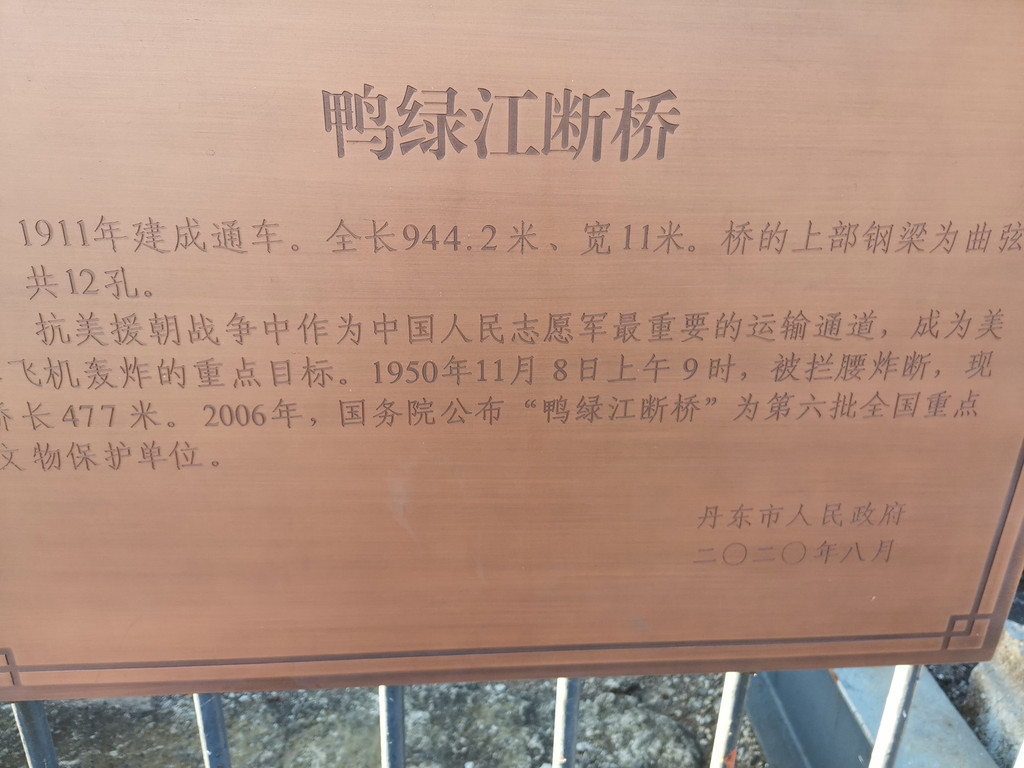 鸭绿江断桥
1911年建成通车。全长944.2米、宽11米。桥的上部钢梁为曲弦
共12孔。
抗美援朝战争中作为中国人民志愿军最重要的运输通道，成为美
飞机轰炸的重点目标。1950年11月8日上午9时，被拦腰炸断，现
桥长477米。2006年，国务院公布“鸭绿江断桥”为第六批全国重点
文物保护单位。
丹东市人民政府
二〇二〇年八月